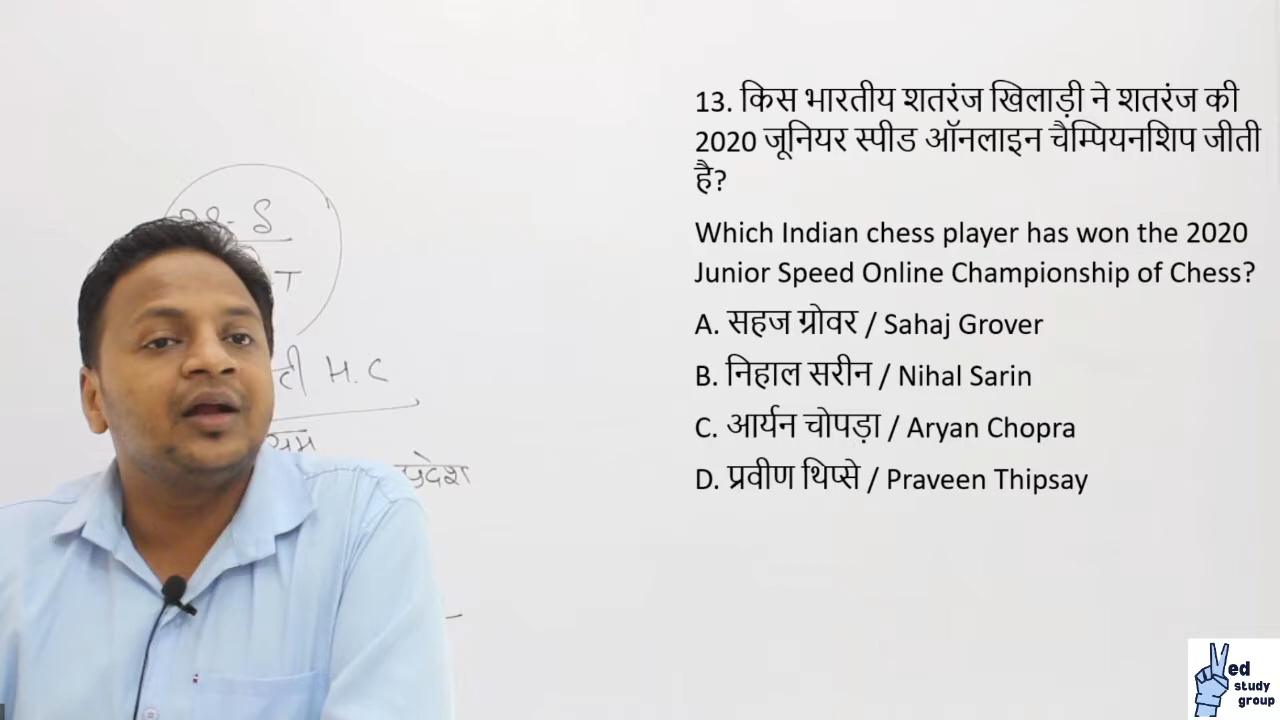 S
T
H.C
प्रदेश
13. किस भारतीय शतरंज खिलाड़ी ने शतरंज की
2020 जूनियर स्पीड ऑनलाइन चैम्पियनशिप जीती
है?
Which Indian chess player has won the 2020
Junior Speed Online Championship of Chess?
A. सहज ग्रोवर / Sahaj Grover
B. निहाल सरीन / Nihal Sarin
C. आर्यन चोपड़ा / Aryan Chopra
D. प्रवीण थिप्से / Praveen Thipsay
Ved
study
group